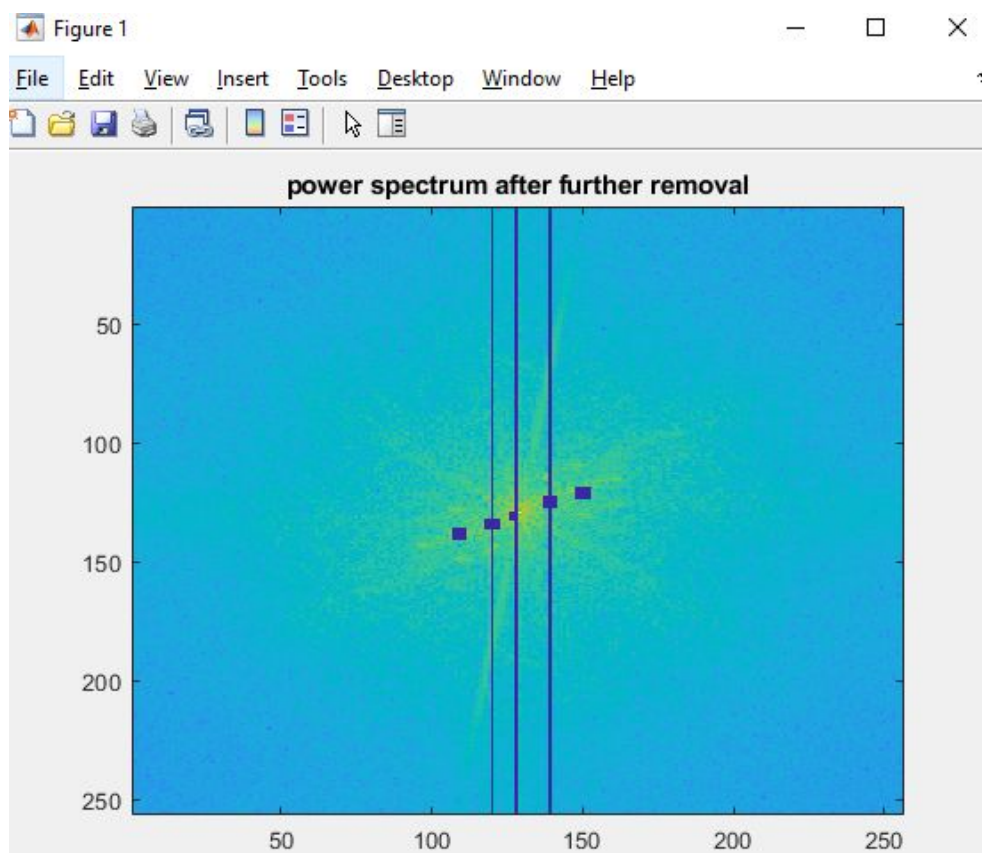 Figure 1
File Edit View Insert Tools Desktop Window Help
power spectrum after further removal
50
100
150
200
250
50 100 150 200 250